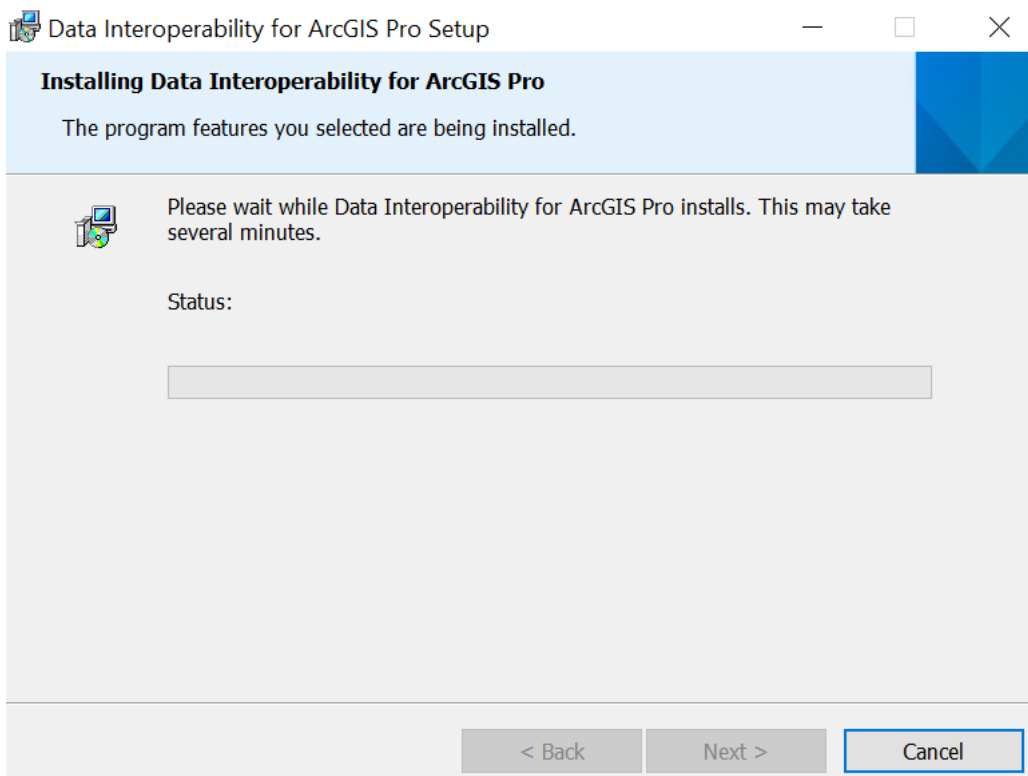 Data Interoperability for ArcGIS Pro Setup
Installing Data Interoperability for ArcGIS Pro
The program features you selected are being installed.
Please wait while Data Interoperability for ArcGIS Pro installs. This may take
several minutes.
Status:
< Back Next > Cancel